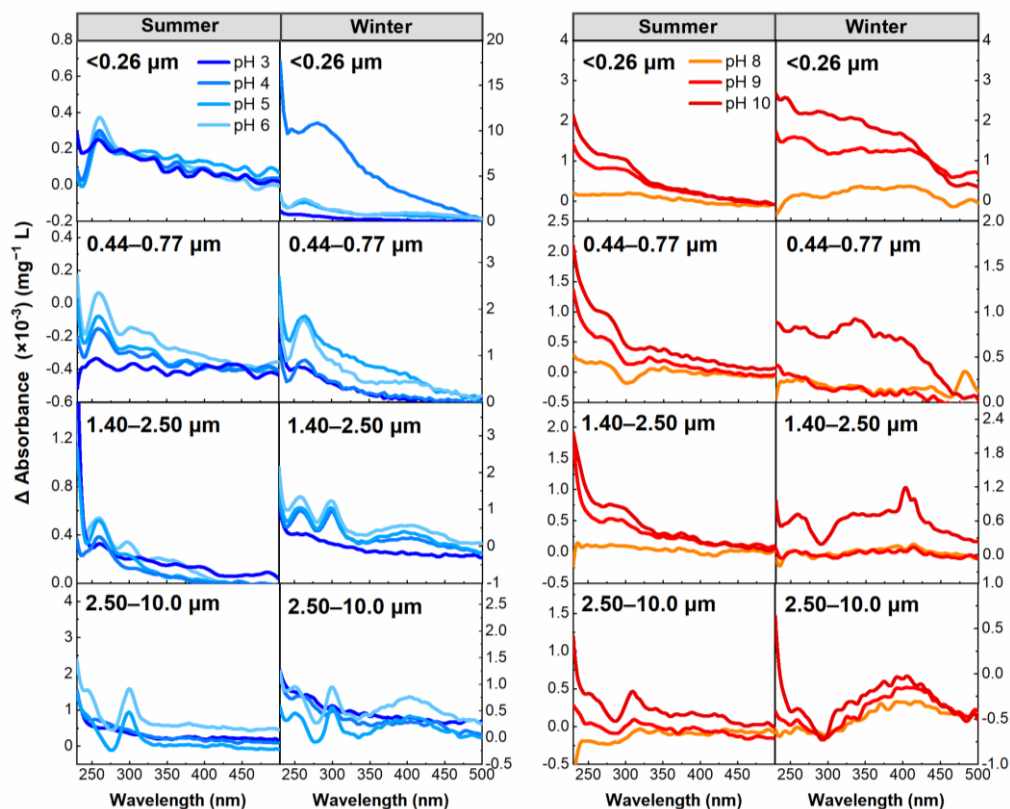 Summer Winter
Summer Winter
0.8
0.6
0.4
0.2
0.0
-0.2
<0.26 µm
pH 3
pH 4
pH 5
pH 6
<0.26 µm
20
15
10
5
0
0.4
0.2
0.0
-0.2
-0.4
-0.6
0.44–0.77 µm
0.44–0.77 µm
3
2
1
0
1.2
0.8
0.4
0.0
1.40–2.50 µm
1.40–2.50 µm
3
2
1
0
-1
4
3
2
1
0
2.50–10.0 µm
2.50–10.0 µm
2.5
2.0
1.5
1.0
0.5
0.0
-0.5
250 300 350 400 450
250 300 350 400 450 500
Wavelength (nm)
Wavelength (nm)
Δ Absorbance (×10⁻³) (mg⁻¹ L)
4
3
2
1
0
<0.26 µm
pH 8
pH 9
pH 10
<0.26 µm
4
3
2
1
0
2.5
2.0
1.5
1.0
0.5
0.0
-0.5
0.44–0.77 µm
0.44–0.77 µm
2.0
1.5
1.0
0.5
0.0
2.0
1.5
1.0
0.5
0.0
-0.5
1.40–2.50 µm
1.40–2.50 µm
2.4
1.8
1.2
0.6
0.0
1.5
1.0
0.5
0.0
-0.5
2.50–10.0 µm
2.50–10.0 µm
1.0
0.5
0.0
-0.5
-1.0
250 300 350 400 450
250 300 350 400 450 500
Wavelength (nm)
Wavelength (nm)